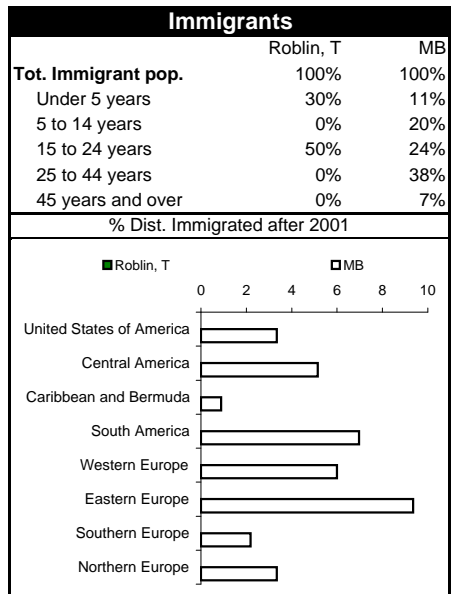 Immigrants
Roblin, T MB
Tot. Immigrant pop. 100% 100%
Under 5 years 30% 11%
5 to 14 years 0% 20%
15 to 24 years 50% 24%
25 to 44 years 0% 38%
45 years and over 0% 7%
% Dist. Immigrated after 2001
Roblin, T MB
0 2 4 6 8 10
United States of America
Central America
Caribbean and Bermuda
South America
Western Europe
Eastern Europe
Southern Europe
Northern Europe